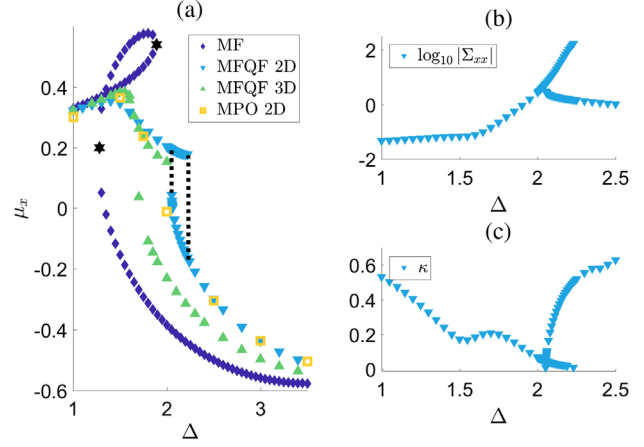 (a)
0.4
0.2
0
-0.2
-0.4
-0.6
μ_x
1
2
3
Δ
MF
MFQF 2D
MFQF 3D
MPO 2D
(b)
2
0
-2
1
1.5
2
2.5
Δ
log₁₀ |Σ_xx|
(c)
0.6
0.4
0.2
0
1
1.5
2
2.5
Δ
κ